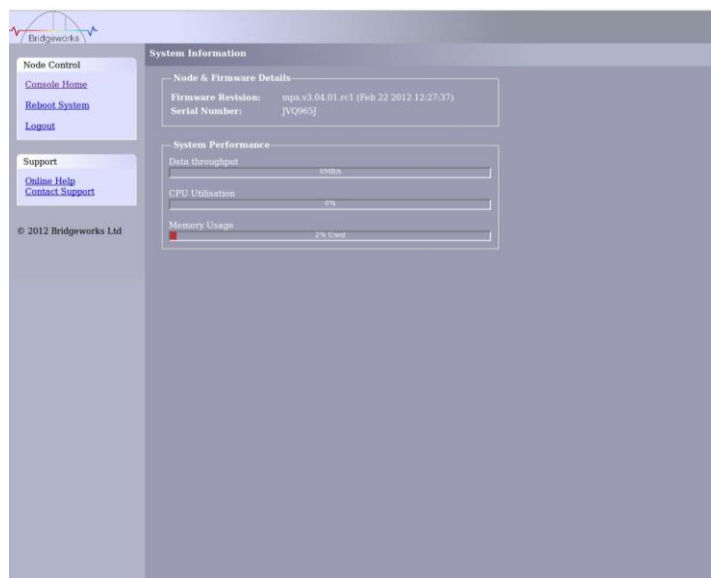 Bridgeworks
Node Control
Console Home
Reboot System
Logout
Support
Online Help
Contact Support
© 2012 Bridgeworks Ltd
System Information
Node & Firmware Details
Firmware Revision: mpx.v3.04.01.rc1 (Feb 22 2012 12:27:37)
Serial Number: JVQ965J
System Performance
Data throughput
0MB/s
CPU Utilisation
0%
Memory Usage
2% Used